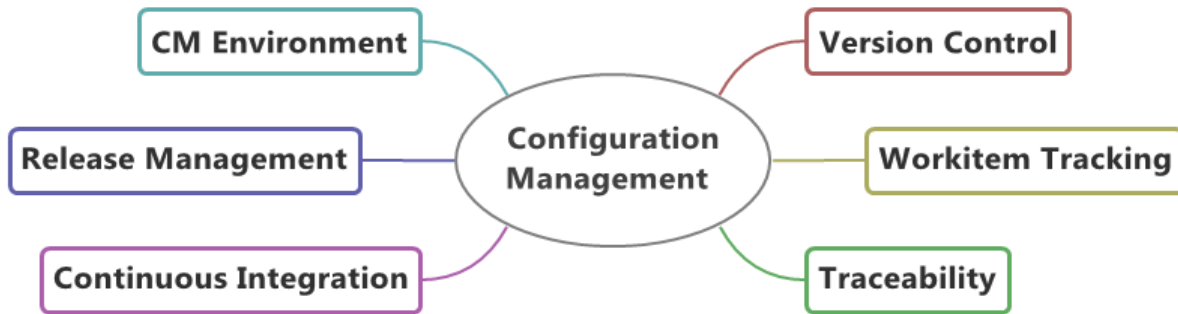 CM Environment
Version Control
Configuration
Management
Release Management
Workitem Tracking
Continuous Integration
Traceability